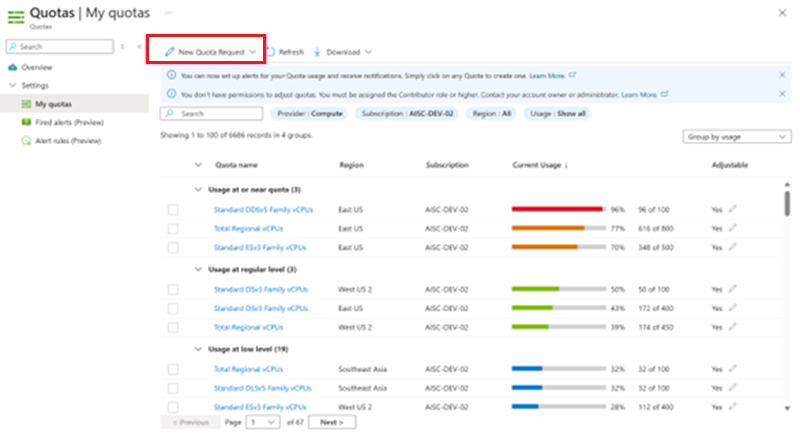 Quotas | My quotas ...
Quotas
Search
Overview
Settings
My quotas
Fired alerts (Preview)
Alert rules (Preview)
New Quota Request Refresh Download
You can now set up alerts for your Quota usage and receive notifications. Simply click on any Quota to create one. Learn More.
You don't have permissions to adjust quotas. You must be assigned the Contributor role or higher. Contact your account owner or administrator. Learn More.
Search Provider : Compute Subscription : AISC-DEV-02 Region : All Usage : Show all
Showing 1 to 100 of 6686 records in 4 groups.
Group by usage
Quota name Region Subscription Current Usage ↓ Adjustable
Usage at or near quota (3)
Standard DDSv5 Family vCPUs East US AISC-DEV-02 96% 96 of 100 Yes
Total Regional vCPUs East US AISC-DEV-02 77% 616 of 800 Yes
Standard ESv3 Family vCPUs East US AISC-DEV-02 70% 348 of 500 Yes
Usage at regular level (3)
Standard DSv3 Family vCPUs West US 2 AISC-DEV-02 50% 50 of 100 Yes
Standard DSv3 Family vCPUs East US AISC-DEV-02 43% 172 of 400 Yes
Total Regional vCPUs West US 2 AISC-DEV-02 39% 174 of 450 Yes
Usage at low level (19)
Total Regional vCPUs Southeast Asia AISC-DEV-02 32% 32 of 100 Yes
Standard DLSv5 Family vCPUs Southeast Asia AISC-DEV-02 32% 32 of 100 Yes
Standard ESv3 Family vCPUs West US 2 AISC-DEV-02 28% 112 of 400 Yes
< Previous Page 1 of 67 Next >